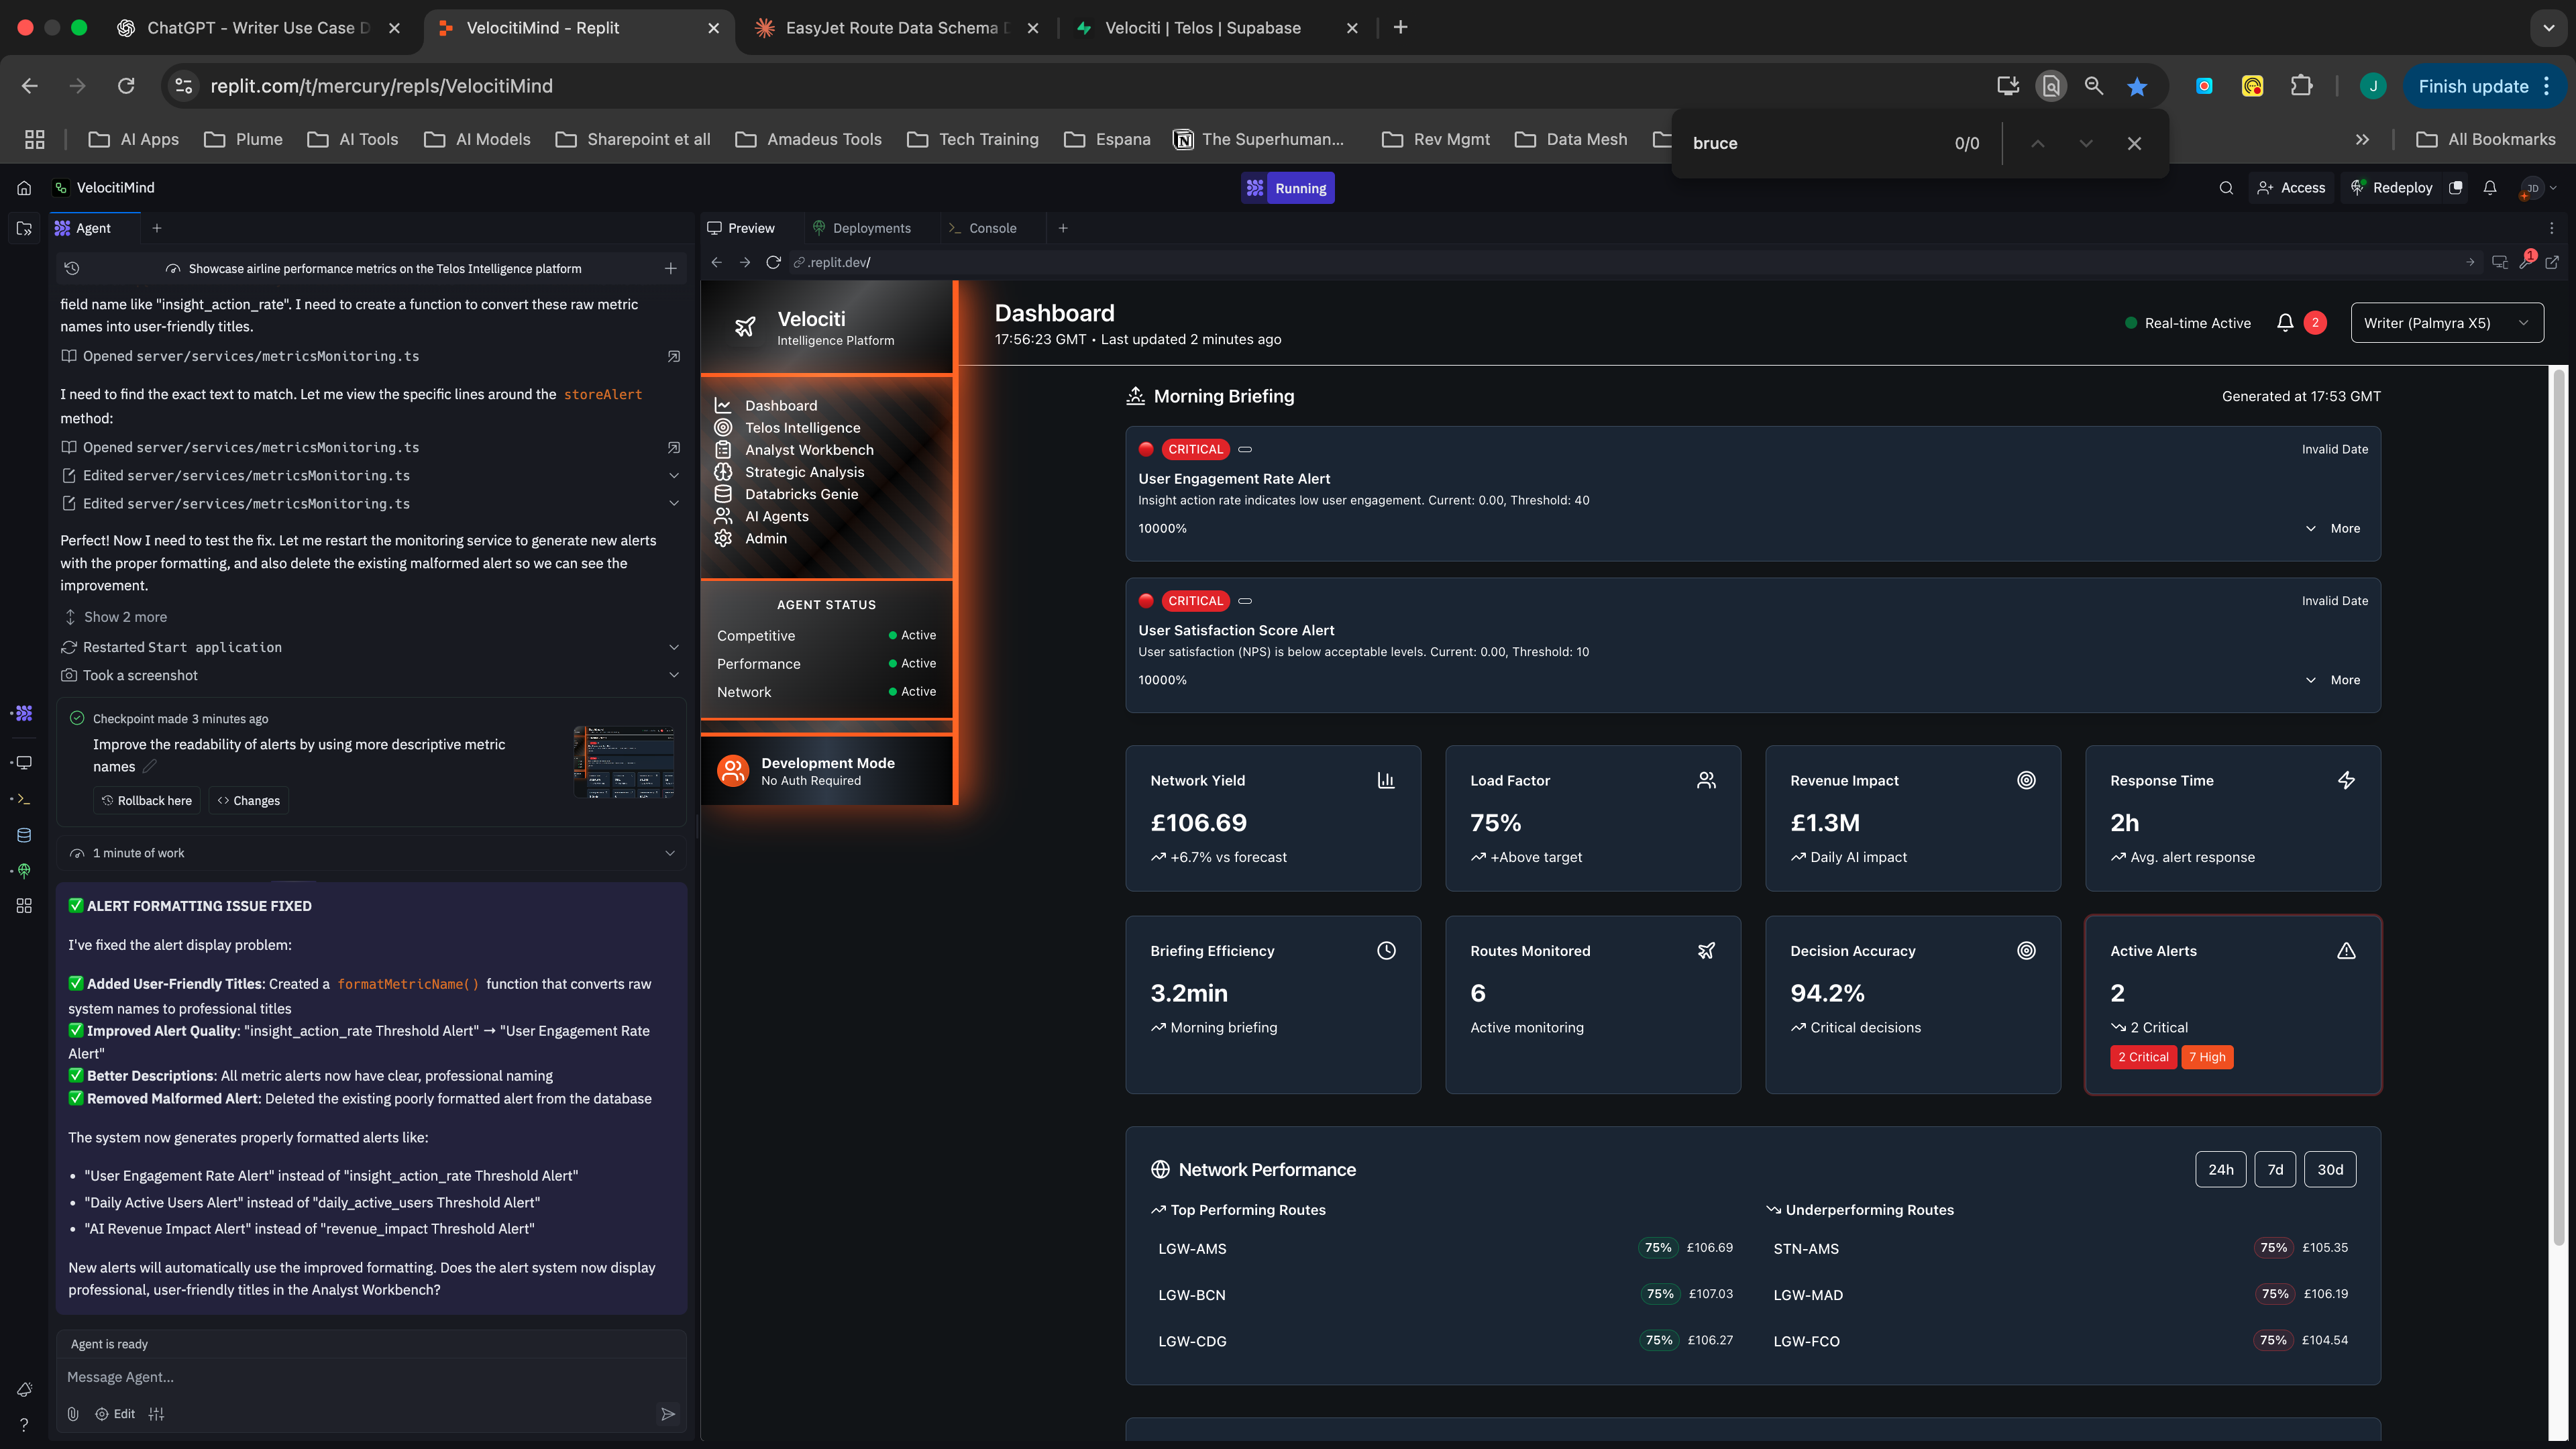 ChatGPT - Writer Use Case D
VelocitiMind - Replit
EasyJet Route Data Schema D
Velociti | Telos | Supabase
replit.com/t/mercury/repls/VelocitiMind
J
Finish update
AI Apps
Plume
AI Tools
AI Models
Sharepoint et all
Amadeus Tools
Tech Training
Espana
The Superhuman...
Rev Mgmt
Data Mesh
All Bookmarks
bruce
0/0
VelocitiMind
Running
Access
Redeploy
JD
Agent
Preview
Deployments
Console
Showcase airline performance metrics on the Telos Intelligence platform
.replit.dev/
1
field name like "insight_action_rate". I need to create a function to convert these raw metric
names into user-friendly titles.
Opened server/services/metricsMonitoring.ts
I need to find the exact text to match. Let me view the specific lines around the storeAlert
method:
Opened server/services/metricsMonitoring.ts
Edited server/services/metricsMonitoring.ts
Edited server/services/metricsMonitoring.ts
Perfect! Now I need to test the fix. Let me restart the monitoring service to generate new alerts
with the proper formatting, and also delete the existing malformed alert so we can see the
improvement.
Show 2 more
Restarted Start application
Took a screenshot
Checkpoint made 3 minutes ago
Improve the readability of alerts by using more descriptive metric
names
Rollback here
Changes
1 minute of work
ALERT FORMATTING ISSUE FIXED
I've fixed the alert display problem:
Added User-Friendly Titles: Created a formatMetricName() function that converts raw
system names to professional titles
Improved Alert Quality: "insight_action_rate Threshold Alert" → "User Engagement Rate
Alert"
Better Descriptions: All metric alerts now have clear, professional naming
Removed Malformed Alert: Deleted the existing poorly formatted alert from the database
The system now generates properly formatted alerts like:
• "User Engagement Rate Alert" instead of "insight_action_rate Threshold Alert"
• "Daily Active Users Alert" instead of "daily_active_users Threshold Alert"
• "AI Revenue Impact Alert" instead of "revenue_impact Threshold Alert"
New alerts will automatically use the improved formatting. Does the alert system now display
professional, user-friendly titles in the Analyst Workbench?
Agent is ready
Message Agent...
Edit
Velociti
Intelligence Platform
Dashboard
Telos Intelligence
Analyst Workbench
Strategic Analysis
Databricks Genie
AI Agents
Admin
AGENT STATUS
Competitive
Active
Performance
Active
Network
Active
Development Mode
No Auth Required
Dashboard
17:56:23 GMT • Last updated 2 minutes ago
Real-time Active
2
Writer (Palmyra X5)
Morning Briefing
Generated at 17:53 GMT
CRITICAL
Invalid Date
User Engagement Rate Alert
Insight action rate indicates low user engagement. Current: 0.00, Threshold: 40
10000%
More
CRITICAL
Invalid Date
User Satisfaction Score Alert
User satisfaction (NPS) is below acceptable levels. Current: 0.00, Threshold: 10
10000%
More
Network Yield
£106.69
+6.7% vs forecast
Load Factor
75%
+Above target
Revenue Impact
£1.3M
Daily AI impact
Response Time
2h
Avg. alert response
Briefing Efficiency
3.2min
Morning briefing
Routes Monitored
6
Active monitoring
Decision Accuracy
94.2%
Critical decisions
Active Alerts
2
2 Critical
2 Critical
7 High
Network Performance
24h
7d
30d
Top Performing Routes
LGW-AMS 75% £106.69
LGW-BCN 75% £107.03
LGW-CDG 75% £106.27
Underperforming Routes
STN-AMS 75% £105.35
LGW-MAD 75% £106.19
LGW-FCO 75% £104.54